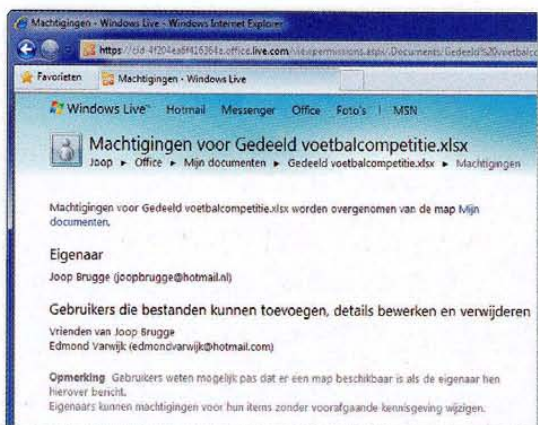 Machtigingen - Windows Live - Windows Internet Explorer
Favorieten Machtigingen - Windows Live
Windows Live™ Hotmail Messenger Office Foto's | MSN
Machtigingen voor Gedeeld voetbalcompetitie.xlsx
Joop ▸ Office ▸ Mijn documenten ▸ Gedeeld voetbalcompetitie.xlsx ▸ Machtigingen
Machtigingen voor Gedeeld voetbalcompetitie.xlsx worden overgenomen van de map Mijn
documenten.
Eigenaar
Joop Brugge (joopbrugge@hotmail.nl)
Gebruikers die bestanden kunnen toevoegen, details bewerken en verwijderen
Vrienden van Joop Brugge
Edmond Varwijk (edmondvarwijk@hotmail.com)
Opmerking Gebruikers weten mogelijk pas dat er een map beschikbaar is als de eigenaar hen
hierover bericht.
Eigenaars kunnen machtigingen voor hun items zonder voorafgaande kennisgeving wijzigen.